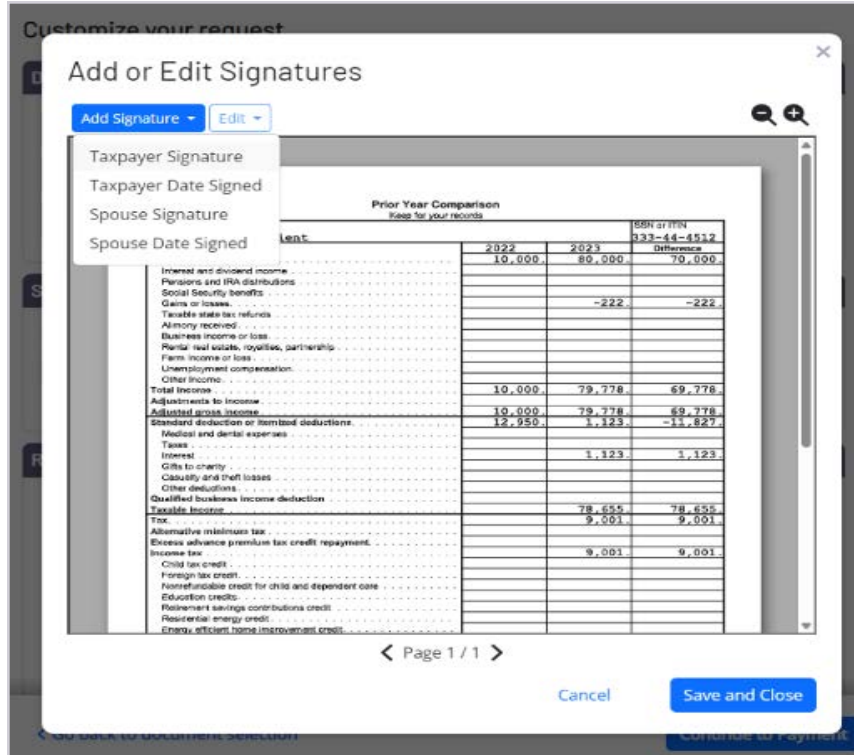 Customize your request
Add or Edit Signatures
×
Add Signature Edit
Taxpayer Signature
Taxpayer Date Signed
Spouse Signature
Spouse Date Signed
Prior Year Comparison
Keep for your records
SSN or ITIN
333-44-4512
2022 2023 Difference
10,000. 80,000. 70,000.
Interest and dividend income
Pensions and IRA distributions
Social Security benefits
Gains or losses -222. -222.
Taxable state tax refunds
Alimony received
Business income or loss
Rental real estate, royalties, partnership
Farm income or loss
Unemployment compensation
Other income
Total income 10,000. 79,778. 69,778.
Adjustments to income
Adjusted gross income 10,000. 79,778. 69,778.
Standard deduction or itemized deductions 12,950. 1,123. -11,827.
Medical and dental expenses
Taxes
Interest 1,123. 1,123.
Gifts to charity
Casualty and theft losses
Other deductions
Qualified business income deduction
Taxable income 78,655. 78,655.
Tax 9,001. 9,001.
Alternative minimum tax
Excess advance premium tax credit repayment
Income tax 9,001. 9,001.
Child tax credit
Foreign tax credit
Nonrefundable credit for child and dependent care
Education credits
Retirement savings contributions credit
Residential energy credit
Energy efficient home improvement credit
Page 1 / 1
Cancel Save and Close
Go back to document selection Continue to Payment